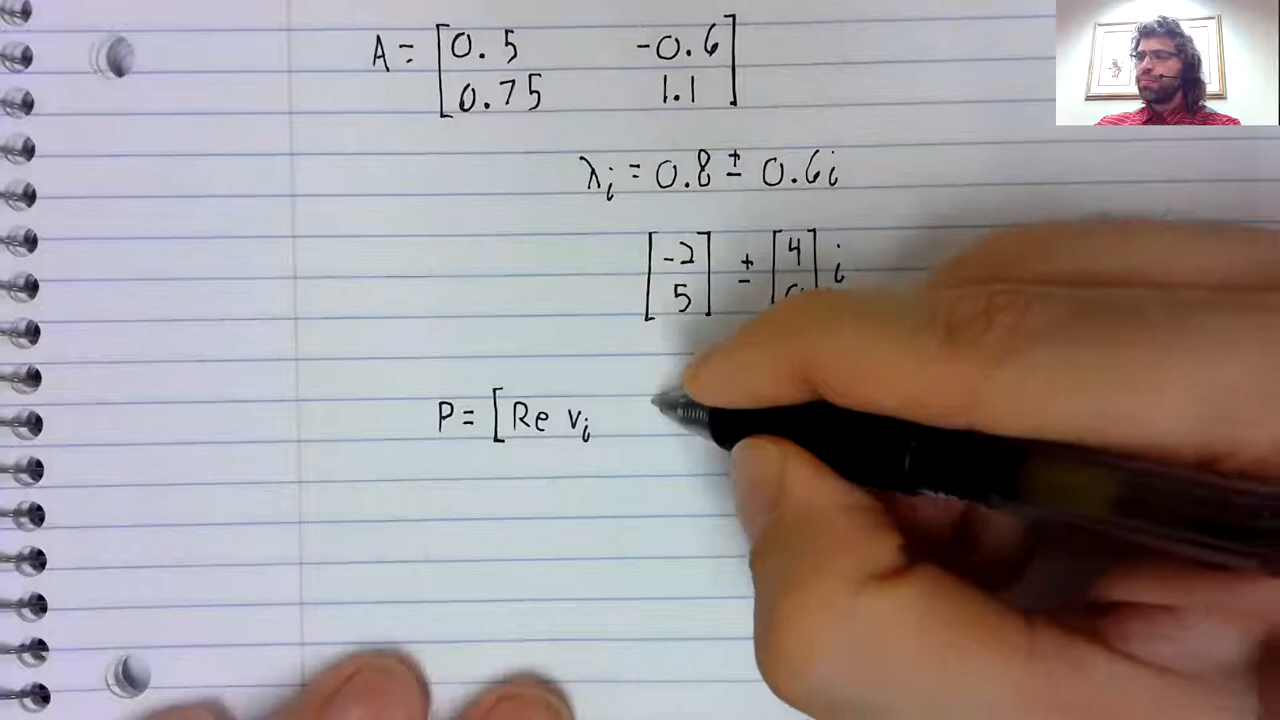 A = [0.5 -0.6
0.75 1.1]
λi = 0.8 ± 0.6i
[-2 ± [4 i
5]
P = [Re vi